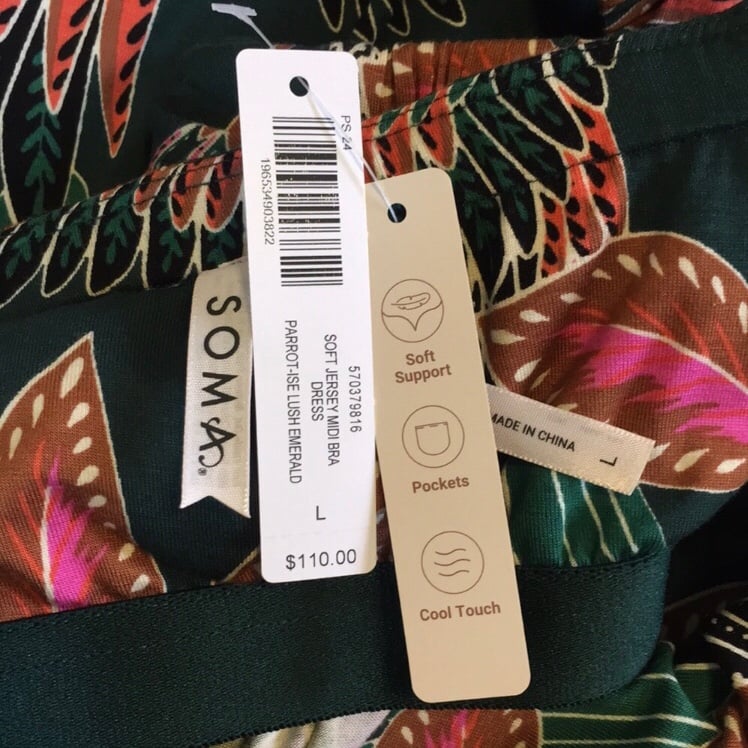 PS-24
196534903822
570379816
SOFT JERSEY MIDI BRA
DRESS
PARROT-ISE LUSH EMERALD
L
$110.00
SOMA®
Soft
Support
Pockets
Cool Touch
MADE IN CHINA
L